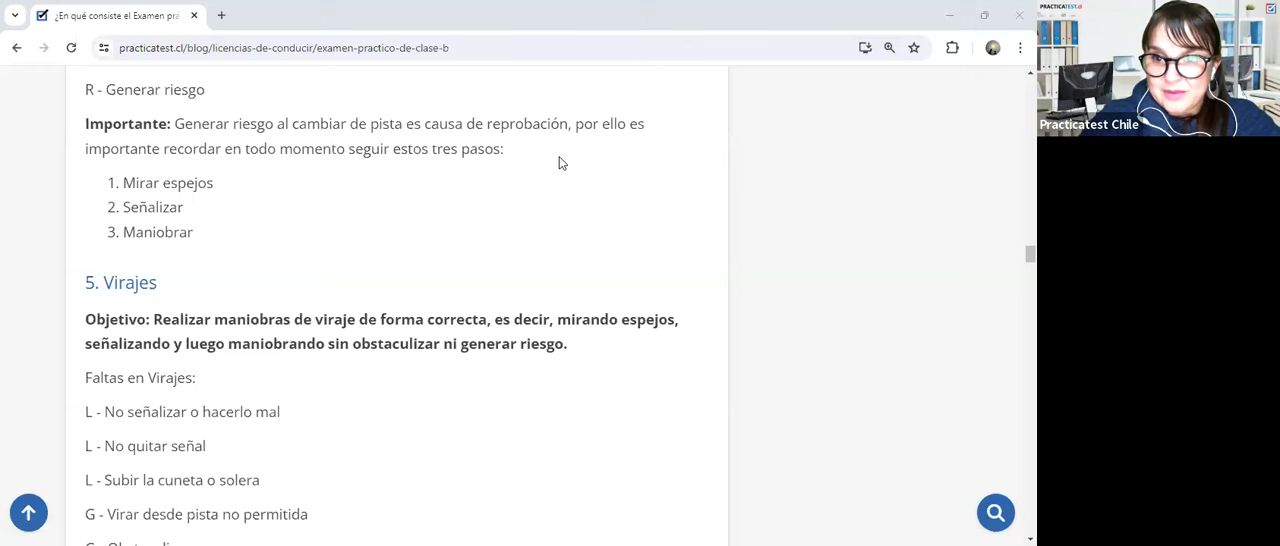 ¿En qué consiste el Examen prá
practicatest.cl/blog/licencias-de-conducir/examen-practico-de-clase-b
PRACTICATEST.cl
Practicatest Chile
R - Generar riesgo
Importante: Generar riesgo al cambiar de pista es causa de reprobación, por ello es
importante recordar en todo momento seguir estos tres pasos:
1. Mirar espejos
2. Señalizar
3. Maniobrar
5. Virajes
Objetivo: Realizar maniobras de viraje de forma correcta, es decir, mirando espejos,
señalizando y luego maniobrando sin obstaculizar ni generar riesgo.
Faltas en Virajes:
L - No señalizar o hacerlo mal
L - No quitar señal
L - Subir la cuneta o solera
G - Virar desde pista no permitida